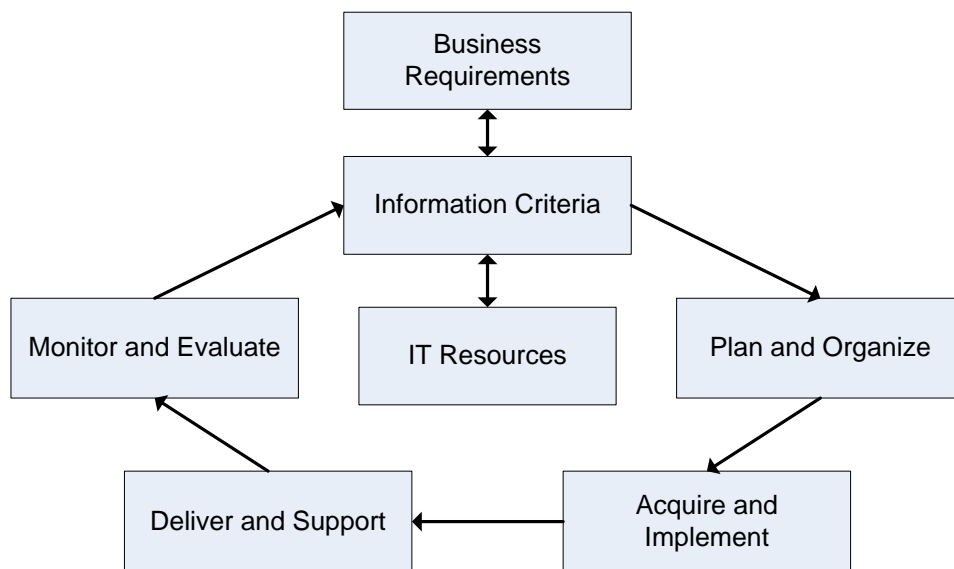 Business
Requirements
Information Criteria
Monitor and Evaluate
IT Resources
Plan and Organize
Deliver and Support
Acquire and
Implement